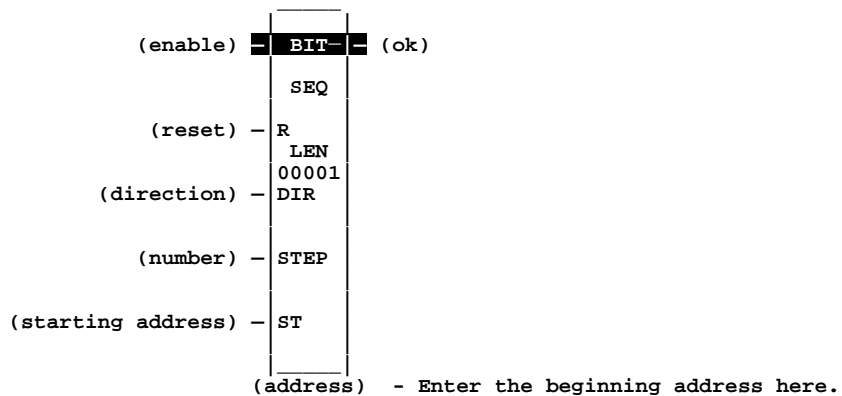 (enable) BIT (ok)
SEQ
(reset) R
LEN
00001
(direction) DIR
(number) STEP
(starting address) ST
(address) - Enter the beginning address here.